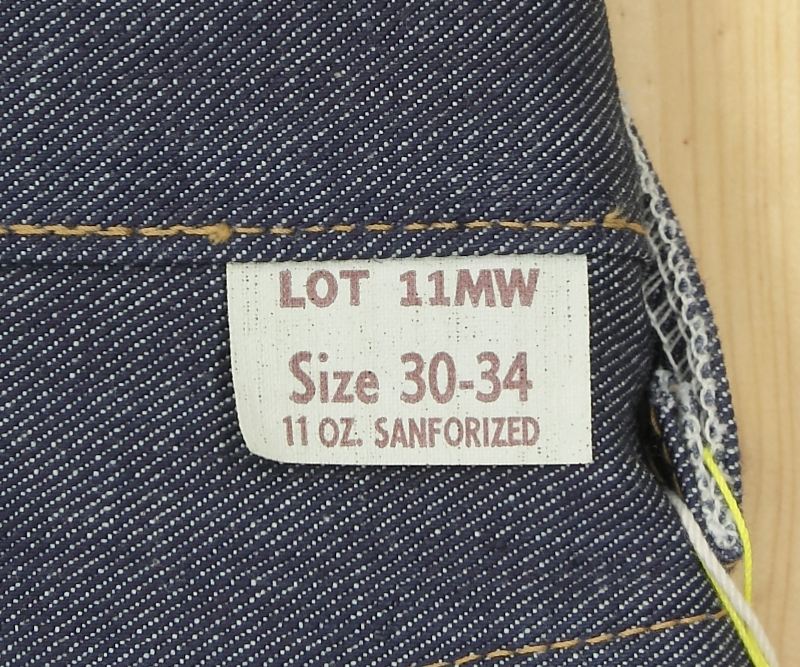 LOT 11MW
Size 30-34
11 OZ. SANFORIZED